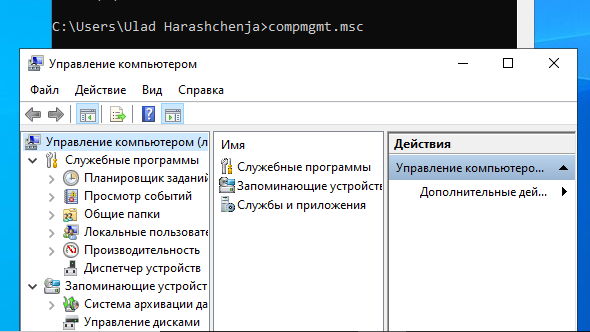 C:\Users\Ulad Harashchenja>compmgmt.msc
Управление компьютером
Файл Действие Вид Справка
Управление компьютером (л
Служебные программы
Планировщик заданий
Просмотр событий
Общие папки
Локальные пользовате
Производительность
Диспетчер устройств
Запоминающие устройст
Система архивации да
Управление дисками
Имя
Служебные программы
Запоминающие устройств
Службы и приложения
Действия
Управление компьютеро...
Дополнительные дей...